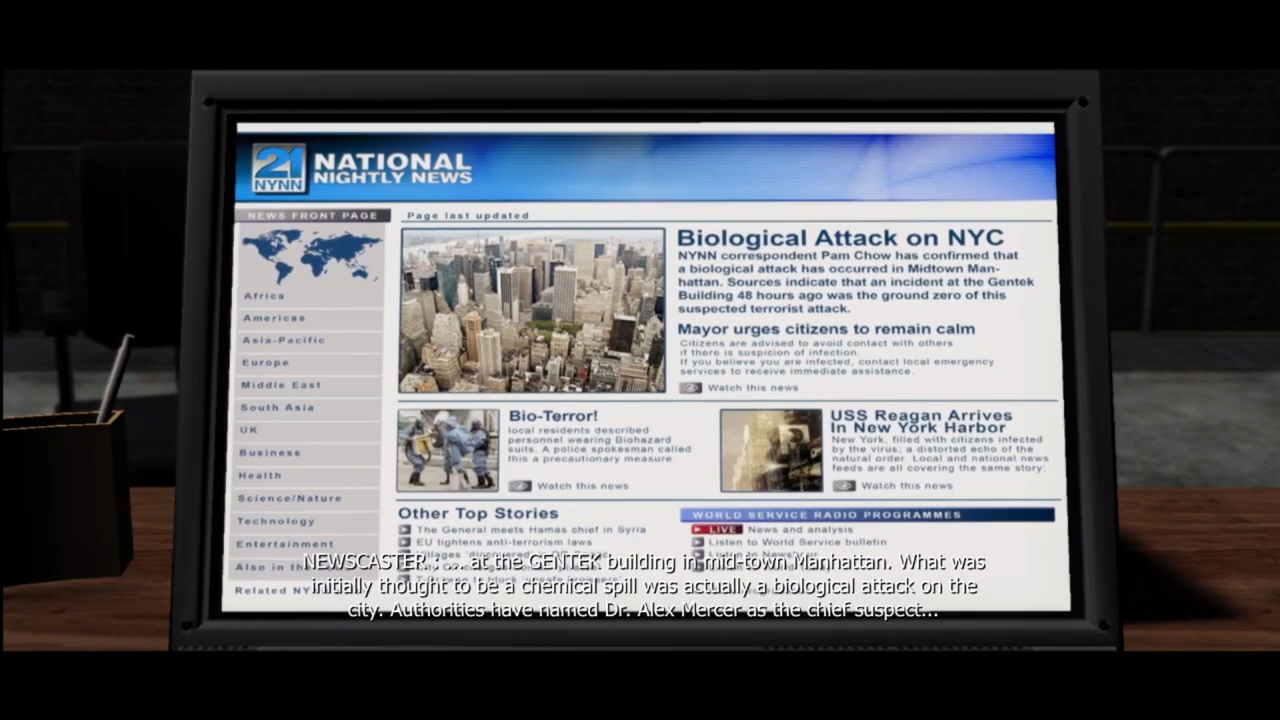 21
NYNN
NATIONAL
NIGHTLY NEWS
NEWS FRONT PAGE
Africa
Americas
Asia-Pacific
Europe
Middle East
South Asia
UK
Business
Health
Science/Nature
Technology
Entertainment
Also in the
Related NY
Page last updated
Biological Attack on NYC
NYNN correspondent Pam Chow has confirmed that
a biological attack has occurred in Midtown Man-
hattan. Sources indicate that an incident at the Gentek
Building 48 hours ago was the ground zero of this
suspected terrorist attack.
Mayor urges citizens to remain calm
Citizens are advised to avoid contact with others
if there is suspicion of infection.
If you believe you are infected, contact local emergency
services to receive immediate assistance.
Watch this news
Bio-Terror!
local residents described
personnel wearing Biohazard
suits. A police spokesman called
this a precautionary measure
Watch this news
USS Reagan Arrives
In New York Harbor
New York, filled with citizens infected
by the virus; a distorted echo of the
natural order. Local and national news
feeds are all covering the same story:
Watch this news
Other Top Stories
The General meets Hamas chief in Syria
EU tightens anti-terrorism laws
Villages 'discovered' in
WORLD SERVICE RADIO PROGRAMMES
LIVE News and analysis
Listen to World Service bulletin
Listen to
NEWSCASTER : ... at the GENTEK building in mid-town Manhattan. What was
initially thought to be a chemical spill was actually a biological attack on the
city. Authorities have named Dr. Alex Mercer as the chief suspect...